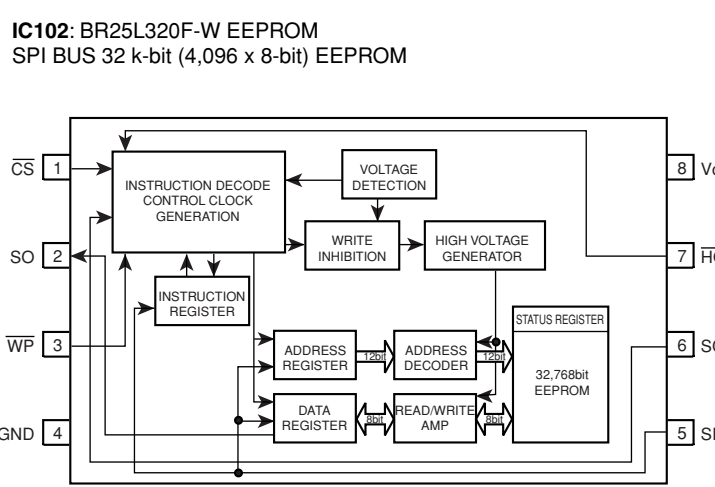 IC102: BR25L320F-W EEPROM
SPI BUS 32 k-bit (4,096 x 8-bit) EEPROM
CS 1
8
INSTRUCTION DECODE
CONTROL CLOCK
GENERATION
VOLTAGE
DETECTION
SO 2
WRITE
INHIBITION
HIGH VOLTAGE
GENERATOR
7
INSTRUCTION
REGISTER
STATUS REGISTER
WP 3
ADDRESS
REGISTER
12bit
ADDRESS
DECODER
12bit
6
32,768bit
EEPROM
GND 4
DATA
REGISTER
8bit
READ/WRITE
AMP
8bit
5